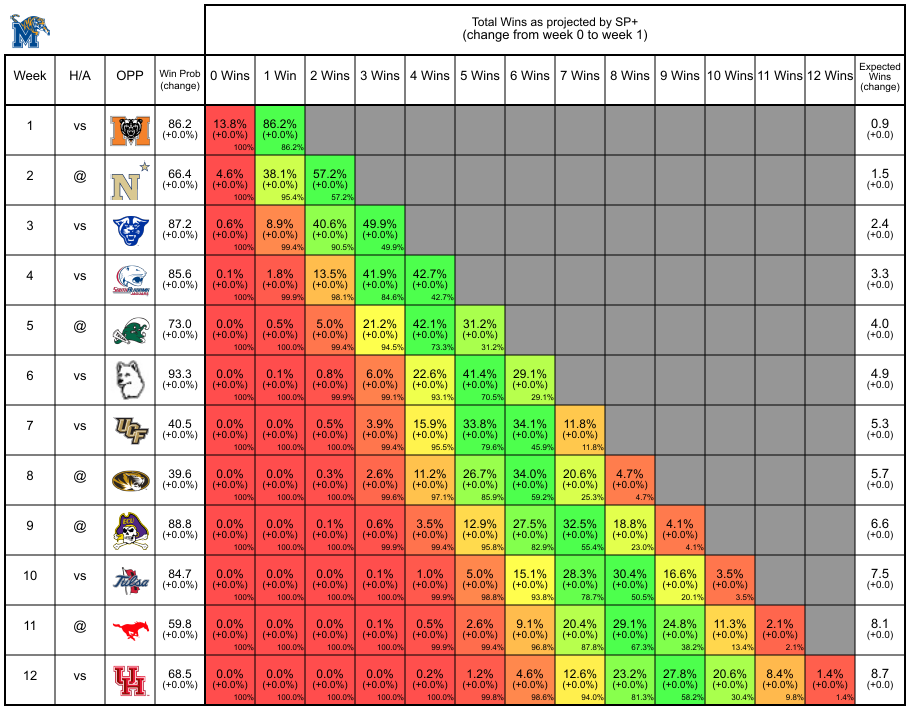 M
Total Wins as projected by SP+
(change from week 0 to week 1)
Week H/A OPP Win Prob (change) 0 Wins 1 Win 2 Wins 3 Wins 4 Wins 5 Wins 6 Wins 7 Wins 8 Wins 9 Wins 10 Wins 11 Wins 12 Wins Expected Wins (change)
1 vs M 86.2 13.8% 86.2% 0.9
(+0.0%) (+0.0%) (+0.0%) (+0.0)
100% 86.2%
2 @ N 66.4 4.6% 38.1% 57.2% 1.5
(+0.0%) (+0.0%) (+0.0%) (+0.0%) (+0.0)
100% 95.4% 57.2%
3 vs 87.2 0.6% 8.9% 40.6% 49.9% 2.4
(+0.0%) (+0.0%) (+0.0%) (+0.0%) (+0.0%) (+0.0)
100% 99.4% 90.5% 49.9%
4 vs SOUTH ALABAMA JAGUARS 85.6 0.1% 1.8% 13.5% 41.9% 42.7% 3.3
(+0.0%) (+0.0%) (+0.0%) (+0.0%) (+0.0%) (+0.0%) (+0.0)
100% 99.9% 98.1% 84.6% 42.7%
5 @ 73.0 0.0% 0.5% 5.0% 21.2% 42.1% 31.2% 4.0
(+0.0%) (+0.0%) (+0.0%) (+0.0%) (+0.0%) (+0.0%) (+0.0%) (+0.0)
100% 100.0% 99.4% 94.5% 73.3% 31.2%
6 vs 93.3 0.0% 0.1% 0.8% 6.0% 22.6% 41.4% 29.1% 4.9
(+0.0%) (+0.0%) (+0.0%) (+0.0%) (+0.0%) (+0.0%) (+0.0%) (+0.0%) (+0.0)
100% 100.0% 99.9% 99.1% 93.1% 70.5% 29.1%
7 vs UCF 40.5 0.0% 0.0% 0.5% 3.9% 15.9% 33.8% 34.1% 11.8% 5.3
(+0.0%) (+0.0%) (+0.0%) (+0.0%) (+0.0%) (+0.0%) (+0.0%) (+0.0%) (+0.0%) (+0.0)
100% 100.0% 100.0% 99.4% 95.5% 79.6% 45.9% 11.8%
8 @ 39.6 0.0% 0.0% 0.3% 2.6% 11.2% 26.7% 34.0% 20.6% 4.7% 5.7
(+0.0%) (+0.0%) (+0.0%) (+0.0%) (+0.0%) (+0.0%) (+0.0%) (+0.0%) (+0.0%) (+0.0%) (+0.0)
100% 100.0% 100.0% 99.6% 97.1% 85.9% 59.2% 25.3% 4.7%
9 @ ECU 88.8 0.0% 0.0% 0.1% 0.6% 3.5% 12.9% 27.5% 32.5% 18.8% 4.1% 6.6
(+0.0%) (+0.0%) (+0.0%) (+0.0%) (+0.0%) (+0.0%) (+0.0%) (+0.0%) (+0.0%) (+0.0%) (+0.0%) (+0.0)
100% 100.0% 100.0% 99.9% 99.4% 95.8% 82.9% 55.4% 23.0% 4.1%
10 vs Tulsa 84.7 0.0% 0.0% 0.0% 0.1% 1.0% 5.0% 15.1% 28.3% 30.4% 16.6% 3.5% 7.5
(+0.0%) (+0.0%) (+0.0%) (+0.0%) (+0.0%) (+0.0%) (+0.0%) (+0.0%) (+0.0%) (+0.0%) (+0.0%) (+0.0%) (+0.0)
100% 100.0% 100.0% 100.0% 99.9% 98.8% 93.8% 78.7% 50.5% 20.1% 3.5%
11 @ 59.8 0.0% 0.0% 0.0% 0.1% 0.5% 2.6% 9.1% 20.4% 29.1% 24.8% 11.3% 2.1% 8.1
(+0.0%) (+0.0%) (+0.0%) (+0.0%) (+0.0%) (+0.0%) (+0.0%) (+0.0%) (+0.0%) (+0.0%) (+0.0%) (+0.0%) (+0.0%) (+0.0)
100% 100.0% 100.0% 100.0% 99.9% 99.4% 96.8% 87.8% 67.3% 38.2% 13.4% 2.1%
12 vs UH 68.5 0.0% 0.0% 0.0% 0.0% 0.2% 1.2% 4.6% 12.6% 23.2% 27.8% 20.6% 8.4% 1.4% 8.7
(+0.0%) (+0.0%) (+0.0%) (+0.0%) (+0.0%) (+0.0%) (+0.0%) (+0.0%) (+0.0%) (+0.0%) (+0.0%) (+0.0%) (+0.0%) (+0.0%) (+0.0)
100% 100.0% 100.0% 100.0% 100.0% 99.8% 98.6% 94.0% 81.3% 58.2% 30.4% 9.8% 1.4%